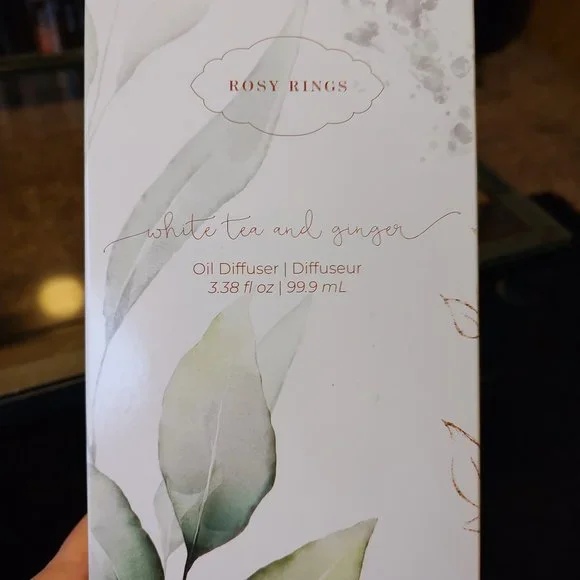 ROSY RINGS
white tea and ginger
Oil Diffuser | Diffuseur
3.38 fl oz | 99.9 mL